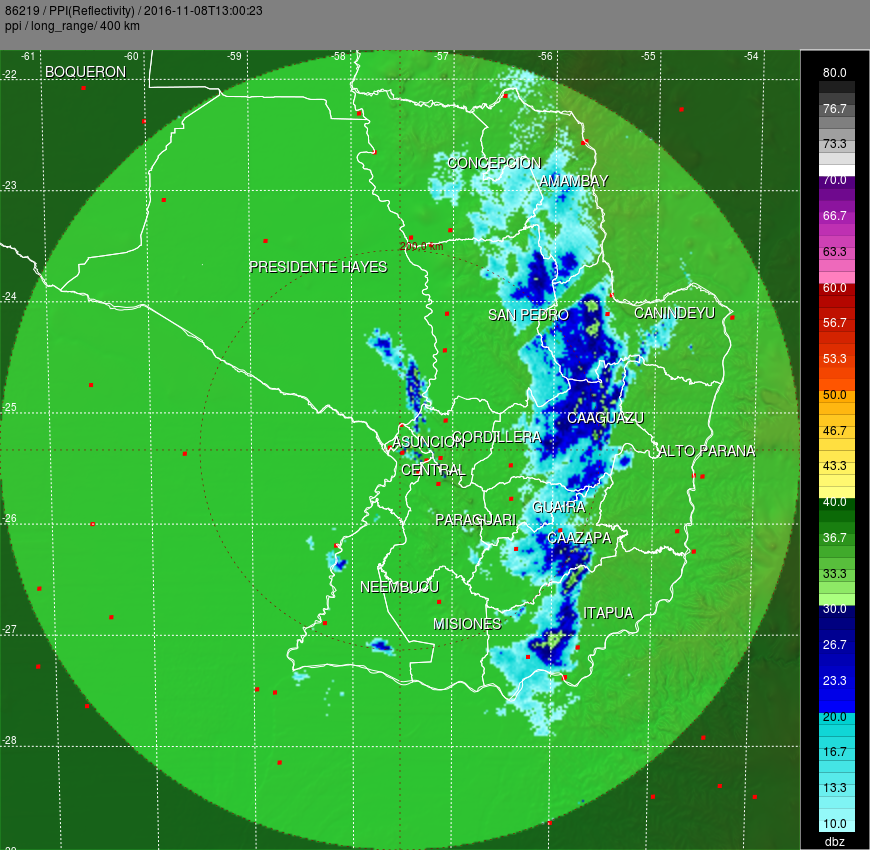 86219 / PPI(Reflectivity) / 2016-11-08T13:00:23
ppi / long_range/ 400 km
-61 -60 -59 -58 -57 -56 -55 -54
BOQUERON
-22
CONCEPCION
AMAMBAY
-23
200.0 km
PRESIDENTE HAYES
-24
SAN PEDRO
CANINDEYU
-25
CAAGUAZU
ASUNCION
CORDILLERA
ALTO PARANA
CENTRAL
GUAIRA
-26
PARAGUARI
CAAZAPA
NEEMBUCU
ITAPUA
MISIONES
-27
-28
80.0
76.7
73.3
70.0
66.7
63.3
60.0
56.7
53.3
50.0
46.7
43.3
40.0
36.7
33.3
30.0
26.7
23.3
20.0
16.7
13.3
10.0
dbz